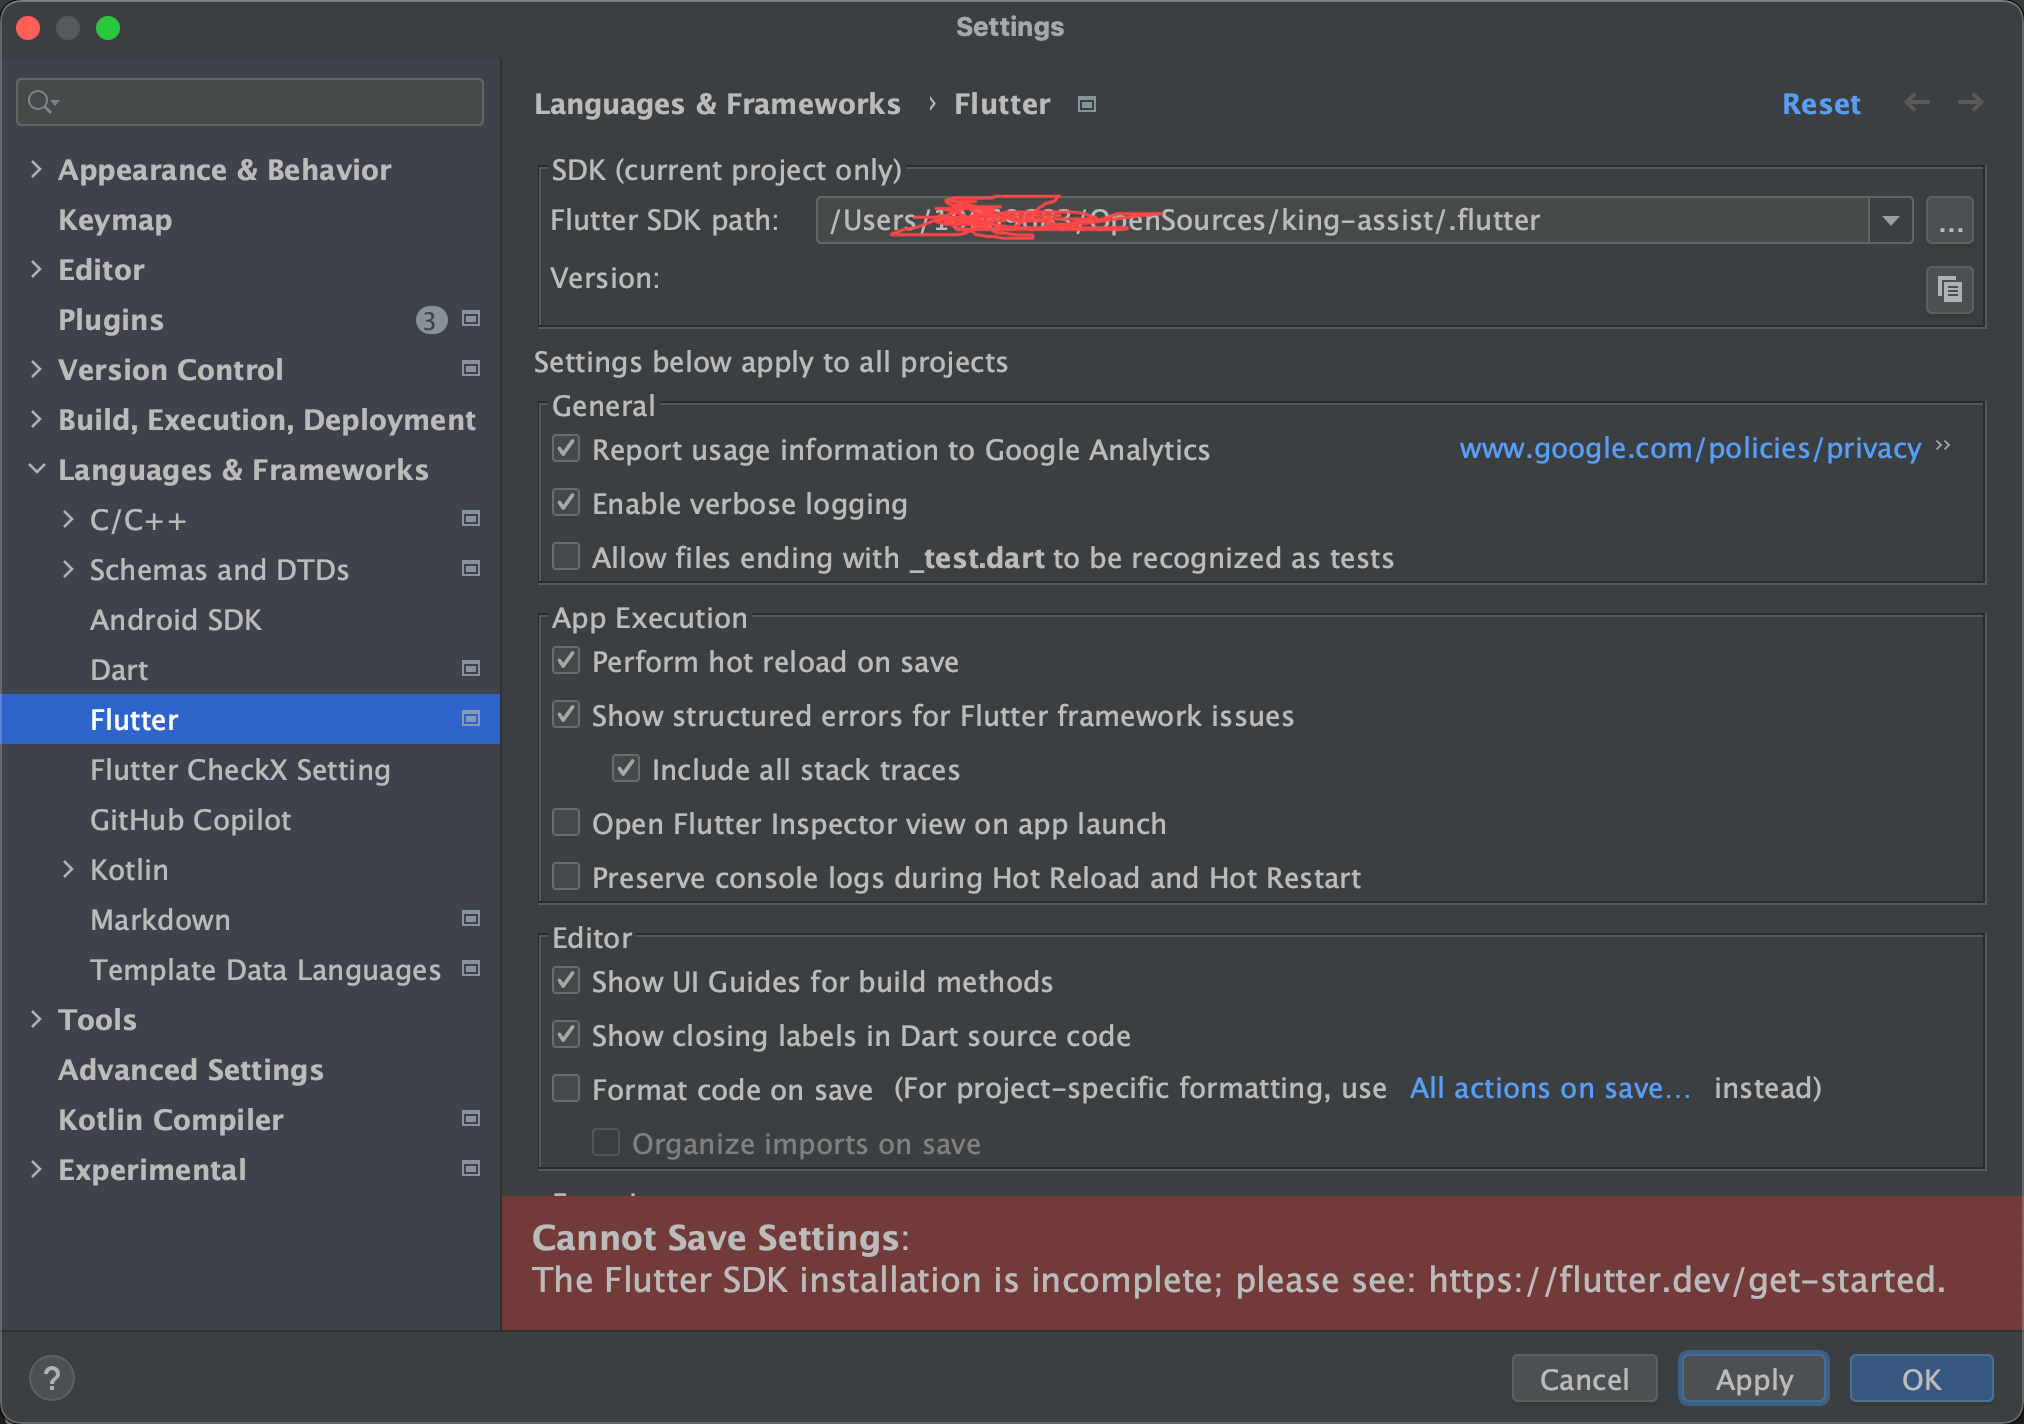 Settings
Languages & Frameworks › Flutter
Reset
Appearance & Behavior
Keymap
Editor
Plugins 3
Version Control
Build, Execution, Deployment
Languages & Frameworks
C/C++
Schemas and DTDs
Android SDK
Dart
Flutter
Flutter CheckX Setting
GitHub Copilot
Kotlin
Markdown
Template Data Languages
Tools
Advanced Settings
Kotlin Compiler
Experimental
SDK (current project only)
Flutter SDK path: /Users/ /OpenSources/king-assist/.flutter ...
Version:
Settings below apply to all projects
General
Report usage information to Google Analytics www.google.com/policies/privacy »
Enable verbose logging
Allow files ending with _test.dart to be recognized as tests
App Execution
Perform hot reload on save
Show structured errors for Flutter framework issues
Include all stack traces
Open Flutter Inspector view on app launch
Preserve console logs during Hot Reload and Hot Restart
Editor
Show UI Guides for build methods
Show closing labels in Dart source code
Format code on save (For project-specific formatting, use All actions on save... instead)
Organize imports on save
Cannot Save Settings:
The Flutter SDK installation is incomplete; please see: https://flutter.dev/get-started.
?
Cancel
Apply
OK